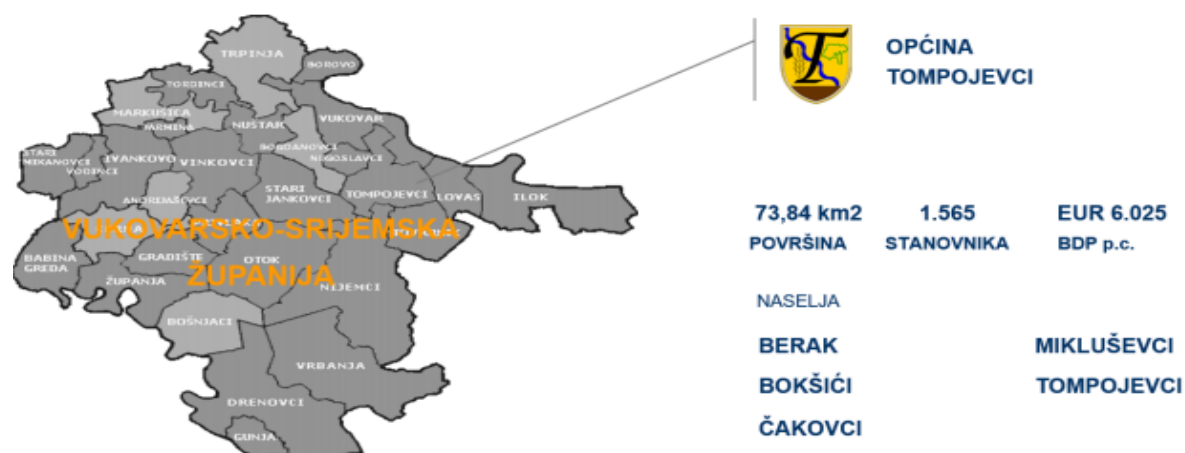 TRPINJA
BOROVO
TORDINCI
MARKUŠICA
JARMINA
NUŠTAR
VUKOVAR
BOGDANOVCI
NEGOSLAVCI
STARI
MIKANOVCI
VOĐINCI
IVANKOVO
VINKOVCI
ANDRIJAŠEVCI
STARI
JANKOVCI
TOMPOJEVCI
LOVAS
ILOK
VUKOVARSKO-SRIJEMSKA
ŽUPANIJA
BABINA
GREDA
GRADIŠTE
OTOK
ŽUPANJA
NIJEMCI
BOŠNJACI
VRBANJA
DRENOVCI
GUNJA
OPĆINA
TOMPOJEVCI
73,84 km2 1.565 EUR 6.025
POVRŠINA STANOVNIKA BDP p.c.
NASELJA
BERAK MIKLUŠEVCI
BOKŠIĆI TOMPOJEVCI
ČAKOVCI